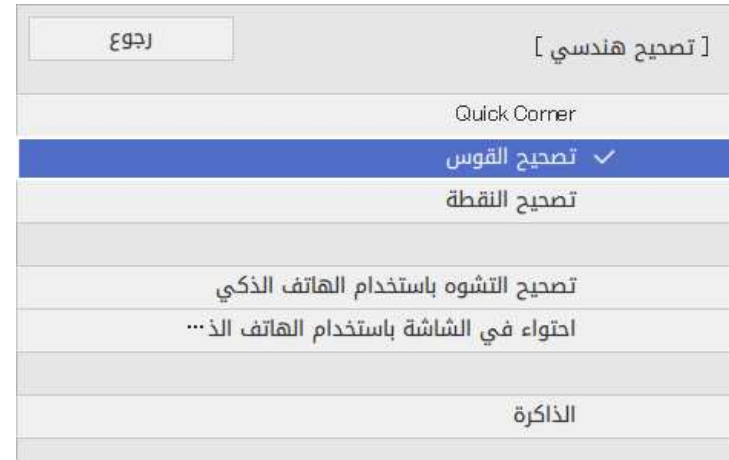 [ تصحيح هندسي ]
رجوع
Quick Corner
✓ تصحيح القوس
تصحيح النقطة
تصحيح التشوه باستخدام الهاتف الذكي
احتواء في الشاشة باستخدام الهاتف الذ…
الذاكرة